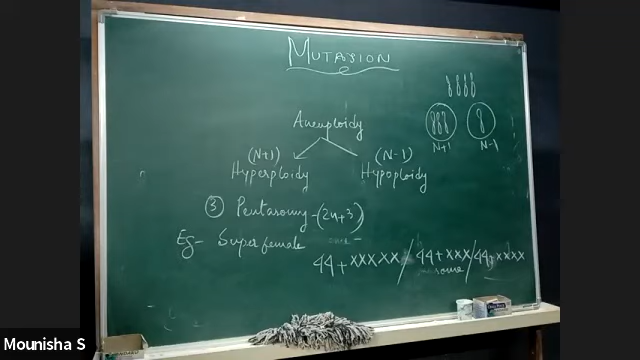 MUTATION
Aneuploidy
(N+1) (N-1)
Hyperploidy Hypoploidy
N+1 N-1
③ Pentasomy - (2n+3)
Eg- Super female
44+XXXXX / 44+XXX / 44+XXXX
some
Mounisha S